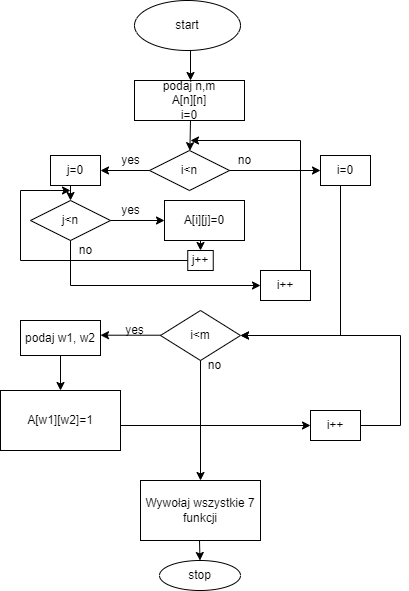 start
podaj n,m
A[n][n]
i=0
j=0
yes
i<n
no
i=0
j<n
yes
A[i][j]=0
no
j++
i++
podaj w1, w2
yes
i<m
no
A[w1][w2]=1
i++
Wywołaj wszystkie 7
funkcji
stop